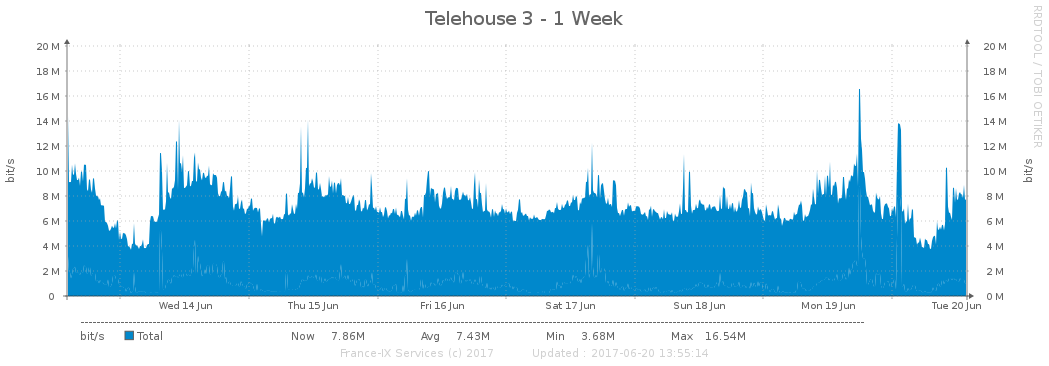 Telehouse 3 - 1 Week
RRDTOOL / TOBI OETIKER
20 M 20 M
18 M 18 M
16 M 16 M
14 M 14 M
12 M 12 M
10 M 10 M
8 M 8 M
6 M 6 M
4 M 4 M
2 M 2 M
0 0 M
bit/s bit/s
Wed 14 Jun Thu 15 Jun Fri 16 Jun Sat 17 Jun Sun 18 Jun Mon 19 Jun Tue 20 Jun
bit/s Total Now 7.86M Avg 7.43M Min 3.68M Max 16.54M
France-IX Services (c) 2017 Updated : 2017-06-20 13:55:14